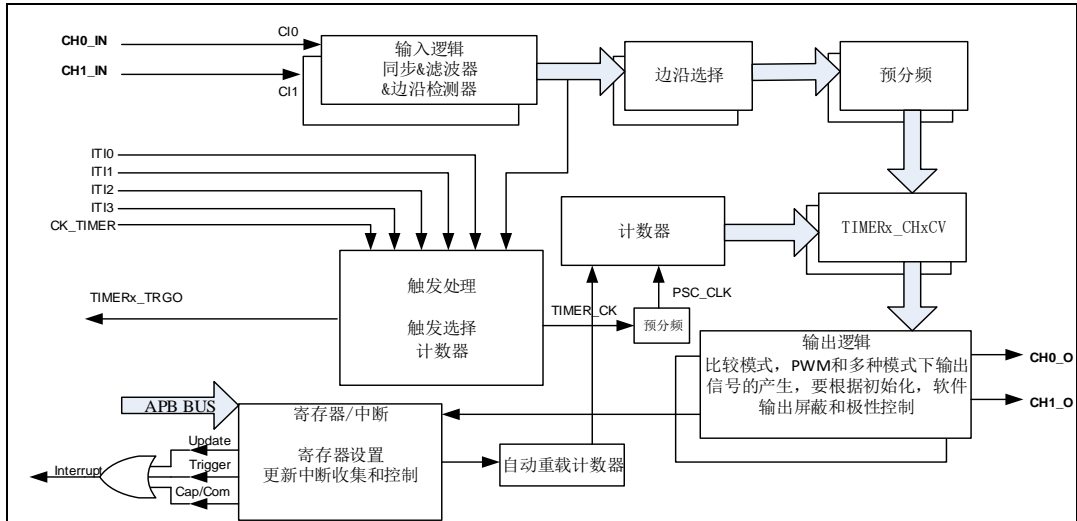 CH0_IN
CI0
CH1_IN
CI1
输入逻辑
同步&滤波器
&边沿检测器
边沿选择
预分频
ITI0
ITI1
ITI2
ITI3
CK_TIMER
计数器
TIMERx_CHxCV
触发处理
触发选择
计数器
TIMERx_TRGO
TIMER_CK
PSC_CLK
预分频
输出逻辑
比较模式，PWM和多种模式下输出
信号的产生，要根据初始化，软件
输出屏蔽和极性控制
CH0_O
CH1_O
APB BUS
寄存器/中断
寄存器设置
更新中断收集和控制
Update
Trigger
Cap/Com
Interrupt
自动重载计数器